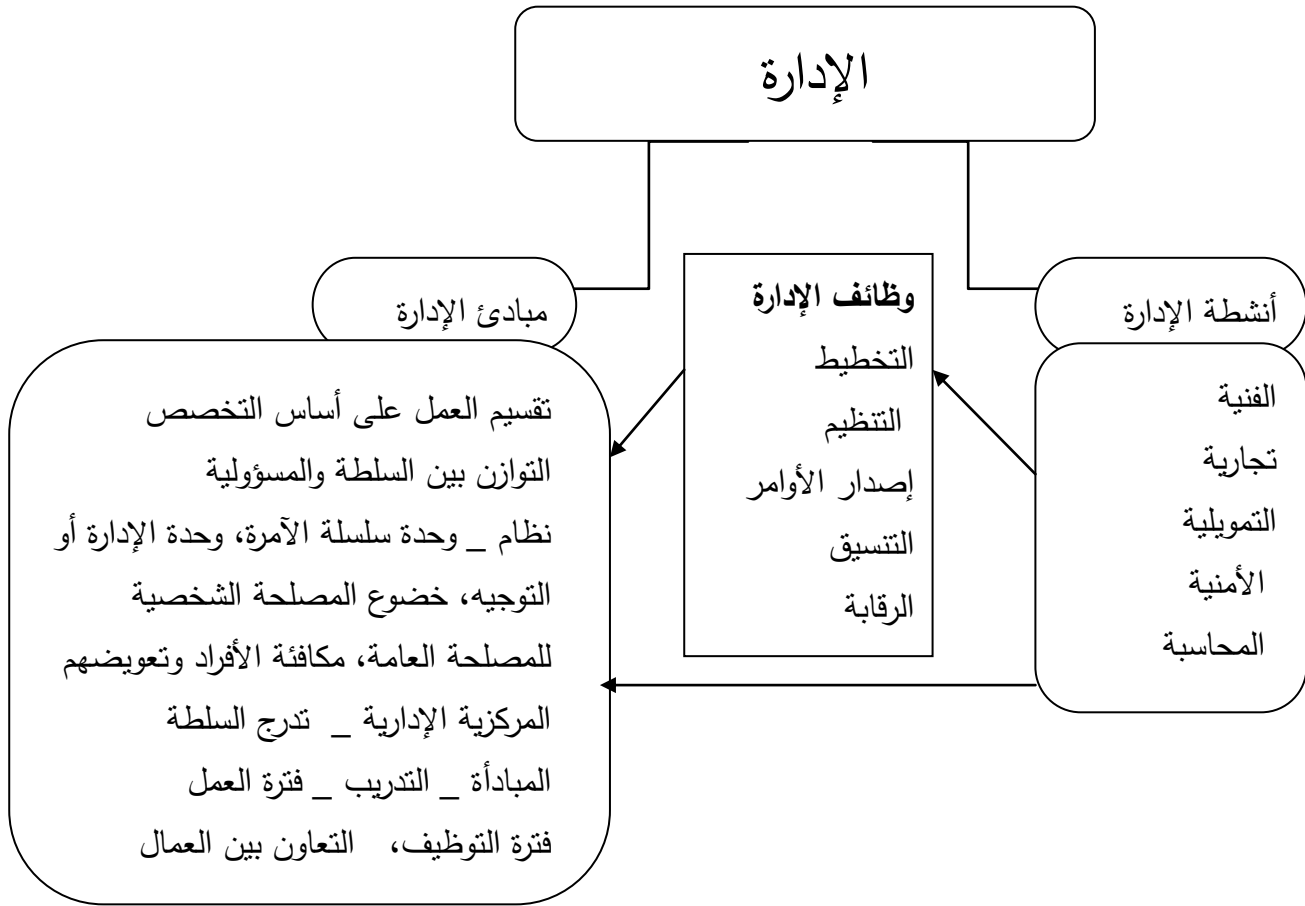 الإدارة
أنشطة الإدارة
الفنية
تجارية
التمويلية
الأمنية
المحاسبة
وظائف الإدارة
التخطيط
التنظيم
إصدار الأوامر
التنسيق
الرقابة
مبادئ الإدارة
تقسيم العمل على أساس التخصص
التوازن بين السلطة والمسؤولية
نظام _ وحدة سلسلة الآمرة، وحدة الإدارة أو
التوجيه، خضوع المصلحة الشخصية
للمصلحة العامة، مكافئة الأفراد وتعويضهم
المركزية الإدارية _ تدرج السلطة
المبادأة _ التدريب _ فترة العمل
فترة التوظيف، التعاون بين العمال